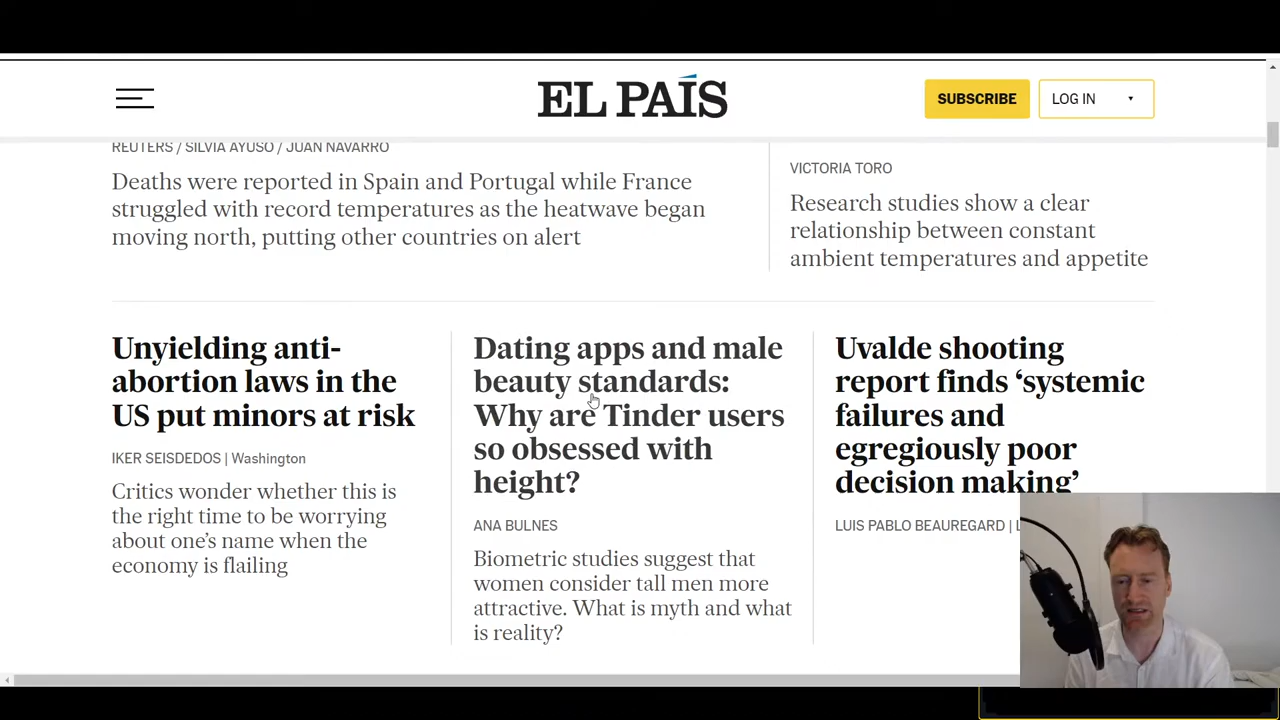 EL PAÍS
SUBSCRIBE
LOG IN
REUTERS / SILVIA AYUSO / JUAN NAVARRO
Deaths were reported in Spain and Portugal while France
struggled with record temperatures as the heatwave began
moving north, putting other countries on alert
VICTORIA TORO
Research studies show a clear
relationship between constant
ambient temperatures and appetite
Unyielding anti-
abortion laws in the
US put minors at risk
IKER SEISDEDOS | Washington
Critics wonder whether this is
the right time to be worrying
about one’s name when the
economy is flailing
Dating apps and male
beauty standards:
Why are Tinder users
so obsessed with
height?
ANA BULNES
Biometric studies suggest that
women consider tall men more
attractive. What is myth and what
is reality?
Uvalde shooting
report finds ‘systemic
failures and
egregiously poor
decision making’
LUIS PABLO BEAUREGARD |